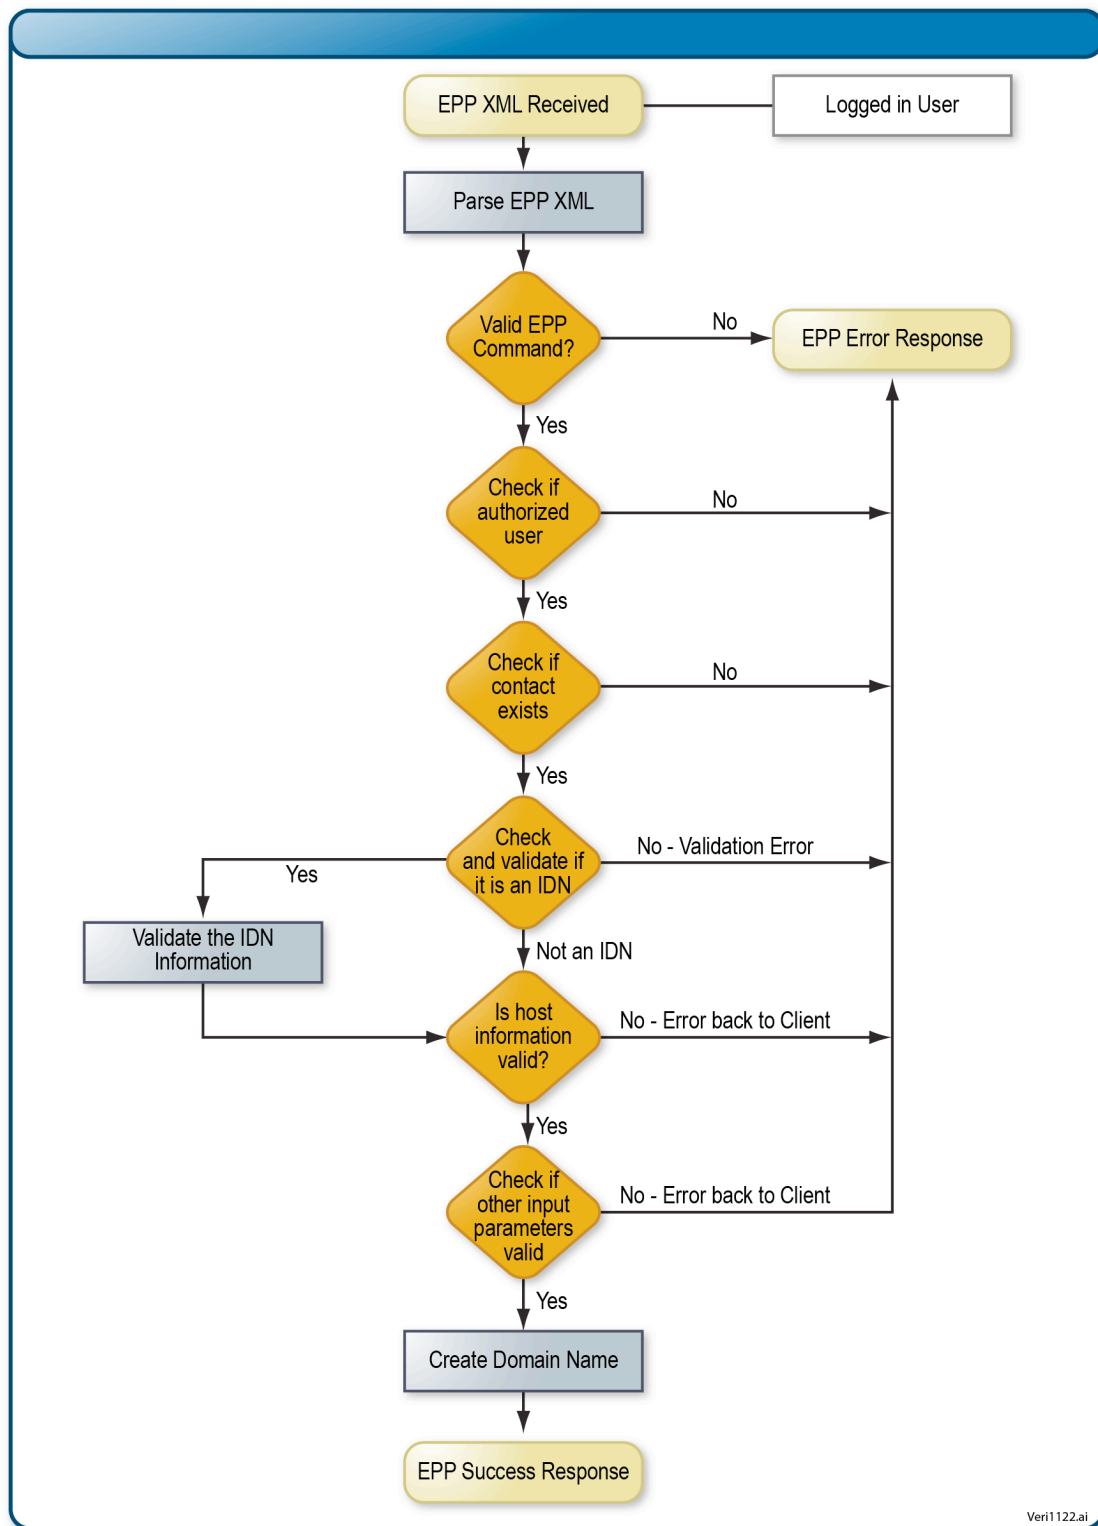 EPP XML Received
Logged in User
Parse EPP XML
Valid EPP
Command?
No
EPP Error Response
Yes
Check if
authorized
user
No
Yes
Check if
contact
exists
No
Yes
Check
and validate if
it is an IDN
No - Validation Error
Yes
Validate the IDN
Information
Not an IDN
Is host
information
valid?
No - Error back to Client
Yes
Check if
other input
parameters
valid
No - Error back to Client
Yes
Create Domain Name
EPP Success Response
Veri1122.ai